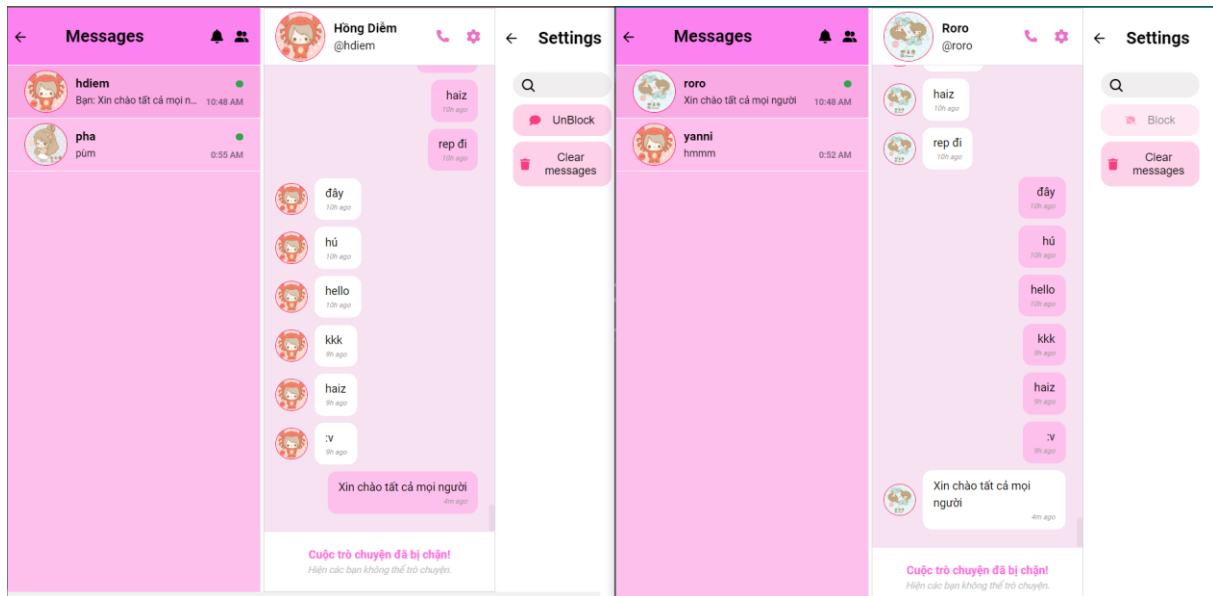 Messages
hdiem
Bạn: Xin chào tất cả mọi n... 10:48 AM
pha
pùm 0:55 AM
Hồng Diễm
@hdiem
haiz
10h ago
rep đi
10h ago
đây
10h ago
hú
10h ago
hello
10h ago
kkk
9h ago
haiz
9h ago
:v
9h ago
Xin chào tất cả mọi người
4m ago
Cuộc trò chuyện đã bị chặn!
Hiện các bạn không thể trò chuyện.
Settings
UnBlock
Clear
messages
Messages
roro
Xin chào tất cả mọi người 10:48 AM
yanni
hmmm 0:52 AM
Roro
@roro
haiz
10h ago
rep đi
10h ago
đây
10h ago
hú
10h ago
hello
10h ago
kkk
9h ago
haiz
9h ago
:v
9h ago
Xin chào tất cả mọi
người
4m ago
Cuộc trò chuyện đã bị chặn!
Hiện các bạn không thể trò chuyện.
Settings
Block
Clear
messages